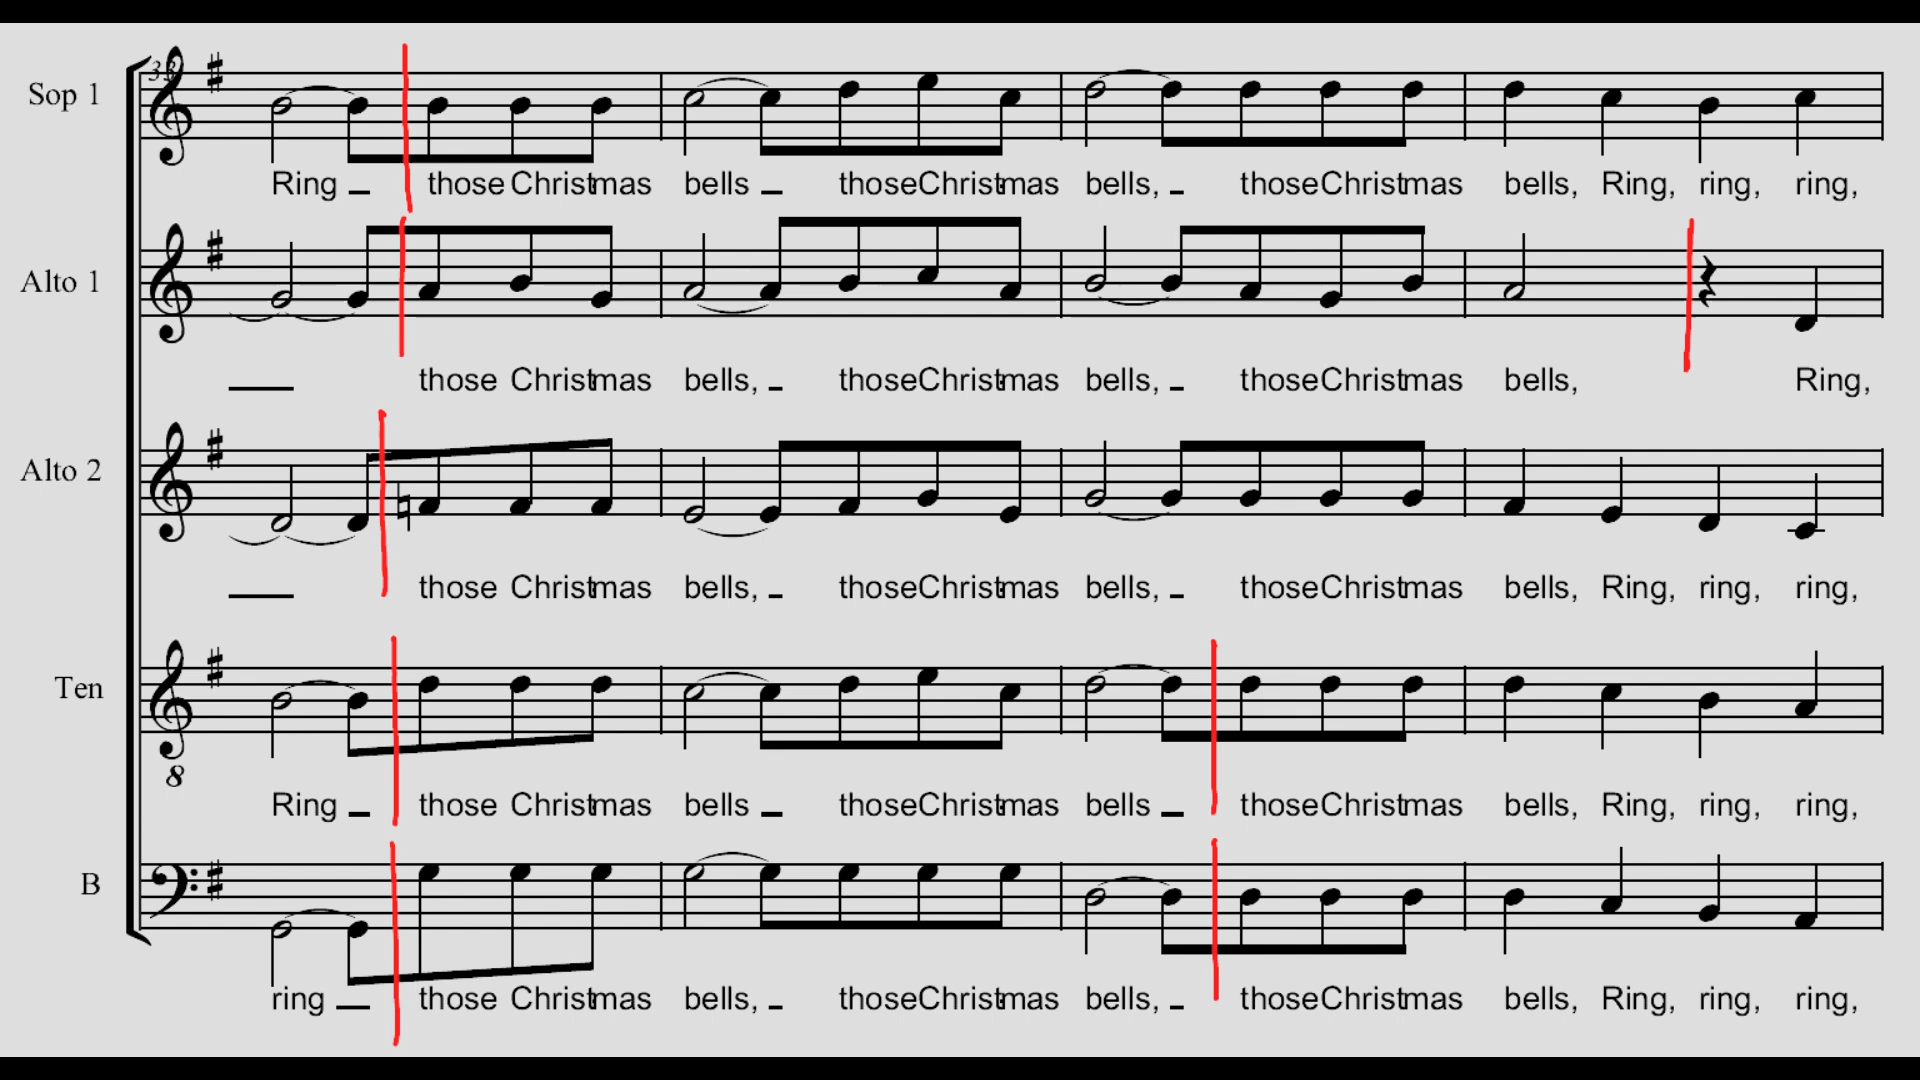 33
Sop 1
Ring those Christmas bells those Christmas bells, those Christmas bells, Ring, ring, ring,
Alto 1
those Christmas bells, those Christmas bells, those Christmas bells, Ring,
Alto 2
those Christmas bells, those Christmas bells, those Christmas bells, Ring, ring, ring,
Ten
8
Ring those Christmas bells those Christmas bells those Christmas bells, Ring, ring, ring,
B
ring those Christmas bells, those Christmas bells, those Christmas bells, Ring, ring, ring,